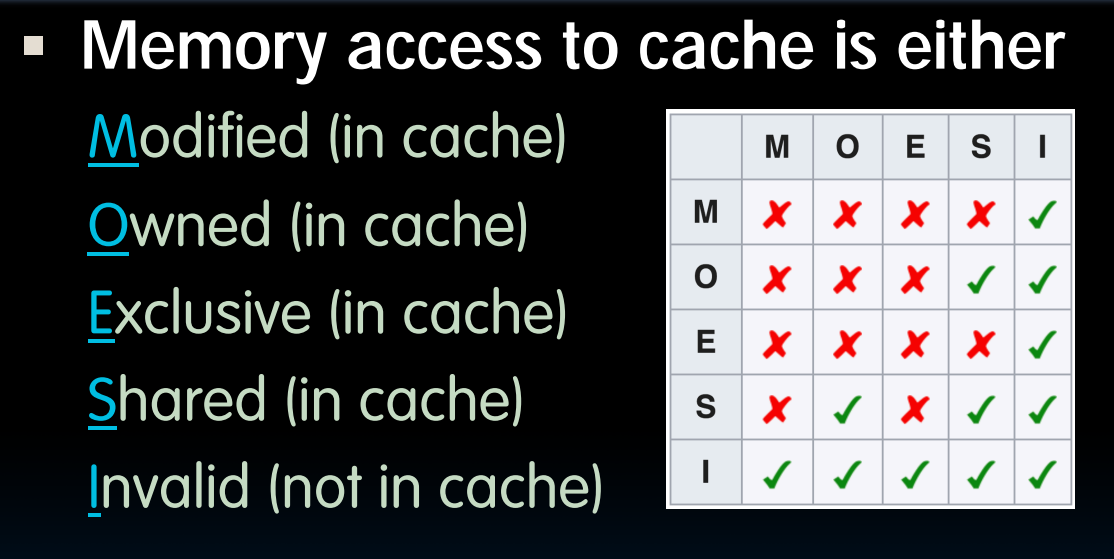 Memory access to cache is either
Modified (in cache)
Owned (in cache)
Exclusive (in cache)
Shared (in cache)
Invalid (not in cache)
M O E S I
M ✘ ✘ ✘ ✘ ✓
O ✘ ✘ ✘ ✓ ✓
E ✘ ✘ ✘ ✘ ✓
S ✘ ✓ ✘ ✓ ✓
I ✓ ✓ ✓ ✓ ✓